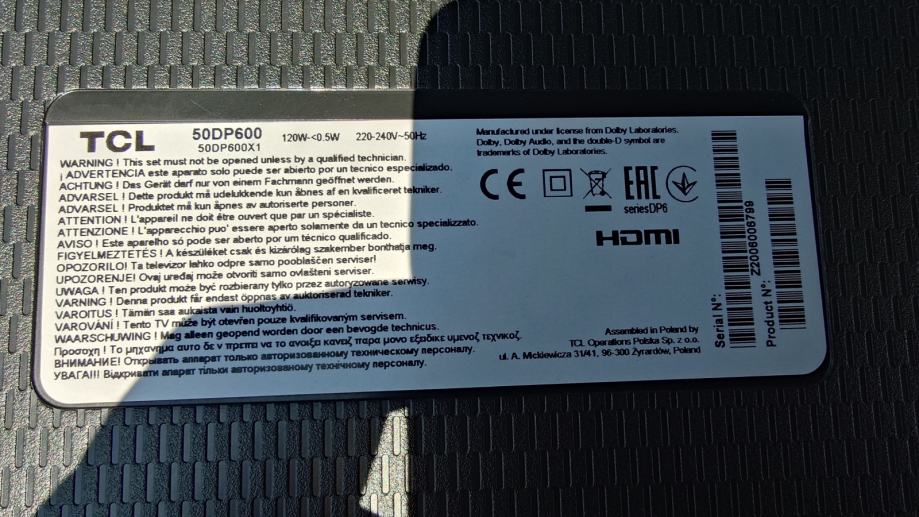 TCL
50DP600
50DP600X1
120W-<0.5W
220-240V~50Hz
WARNING ! This set must not be opened unless by a qualified technician.
¡ ADVERTENCIA este aparato solo puede ser abierto por un tecnico especializado.
ACHTUNG ! Das Gerät darf nur von einem Fachmann geöffnet werden.
ADVARSEL ! Dette produkt må udelukkende kun åbnes af en kvalificeret tekniker.
ADVARSEL ! Produktet må kun åpnes av autoriserte personer.
ATTENTION ! L'appareil ne doit être ouvert que par un spécialiste.
ATTENZIONE ! L'apparecchio puo' essere aperto solamente da un tecnico specializzato.
AVISO ! Este aparelho só pode ser aberto por um técnico qualificado.
FIGYELMEZTETÉS ! A készüléket csak és kizárólag szakember bonthatja meg.
OPOZORILO! Ta televizor lahko odpre samo pooblaščen serviser!
UPOZORENJE! Ovaj uređaj može otvoriti samo ovlašteni serviser.
UWAGA ! Ten produkt może być rozbierany tylko przez autoryzowane serwisy.
VARNING ! Denna produkt får endast öppnas av auktoriserad tekniker.
VAROITUS ! Tämän saa aukaista vain huoltoyhtiö.
VAROVÁNÍ ! Tento TV může být otvířen pouze kvalifikovaným servisem.
WAARSCHUWING ! Mag alleen geopend worden door een bevogde technicus.
Προσοχη ! Το μηχανημα αυτο δεν πρεπει να το ανοιξει κανεις παρα μονο εξειδικευμενος τεχνικος.
ВНИМАНИЕ! Открывать аппарат только авторизованному техническому персоналу.
УВАГА!!! Відкривати апарат тільки авторизованому технічному персоналу.
Manufactured under license from Dolby Laboratories.
Dolby, Dolby Audio, and the double-D symbol are
trademarks of Dolby Laboratories.
CE
EAC
seriesDP6
HDMI
Assembled in Poland by
TCL Operations Polska Sp. z o.o.
ul. A. Mickiewicza 31/41, 96-300 Żyrardów, Poland
Serial N°:
Z2006008799
Product N°: